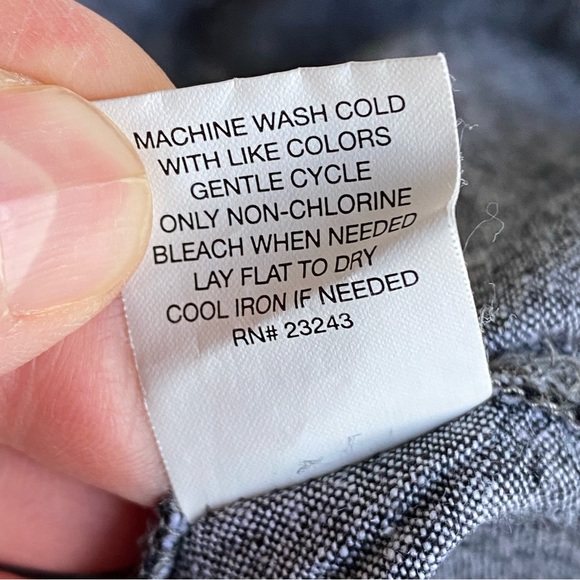 MACHINE WASH COLD
WITH LIKE COLORS
GENTLE CYCLE
ONLY NON-CHLORINE
BLEACH WHEN NEEDED
LAY FLAT TO DRY
COOL IRON IF NEEDED
RN# 23243